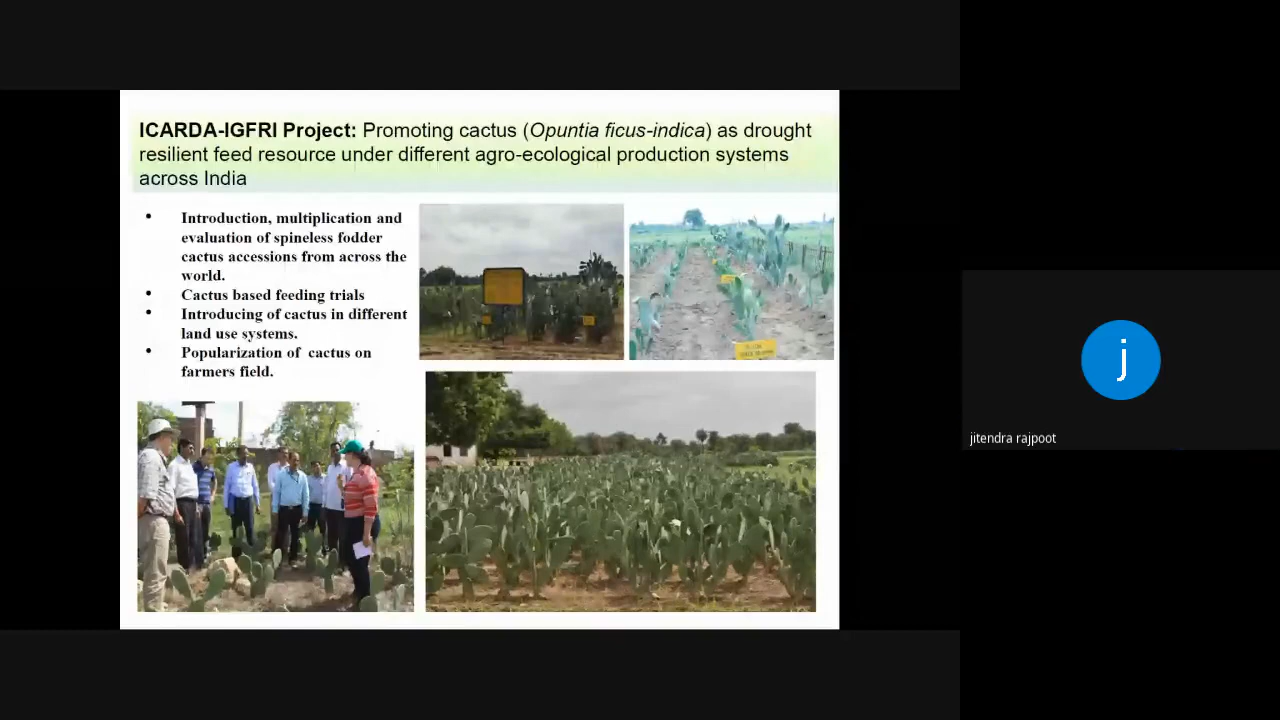 ICARDA-IGFRI Project: Promoting cactus (Opuntia ficus-indica) as drought
resilient feed resource under different agro-ecological production systems
across India
• Introduction, multiplication and
evaluation of spineless fodder
cactus accessions from across the
world.
• Cactus based feeding trials
• Introducing of cactus in different
land use systems.
• Popularization of cactus on
farmers field.
j
jitendra rajpoot